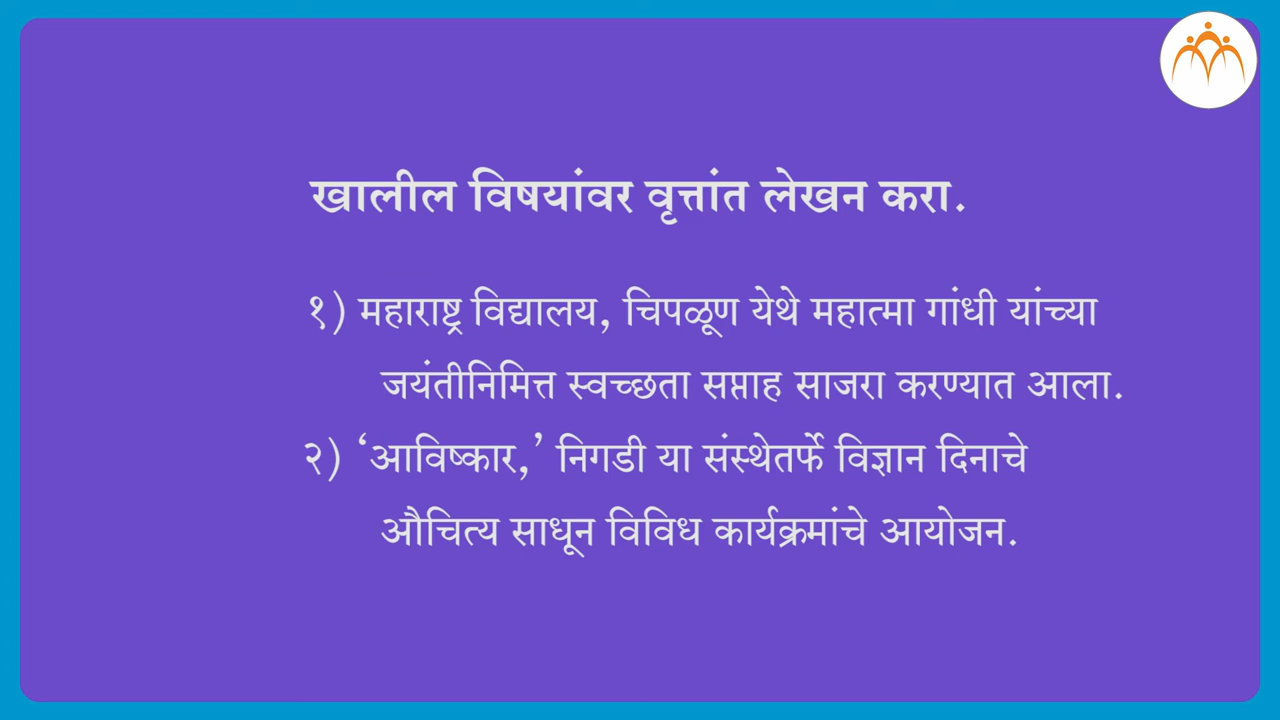 खालील विषयांवर वृत्तांत लेखन करा.
१) महाराष्ट्र विद्यालय, चिपळूण येथे महात्मा गांधी यांच्या
जयंतीनिमित्त स्वच्छता सप्ताह साजरा करण्यात आला.
२) ‘आविष्कार,’ निगडी या संस्थेतर्फे विज्ञान दिनाचे
औचित्य साधून विविध कार्यक्रमांचे आयोजन.